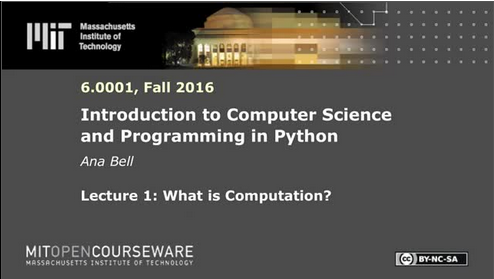 Massachusetts
Institute of
Technology
6.0001, Fall 2016
Introduction to Computer Science
and Programming in Python
Ana Bell
Lecture 1: What is Computation?
MITOPENCOURSEWARE
MASSACHUSETTS INSTITUTE OF TECHNOLOGY
cc BY-NC-SA